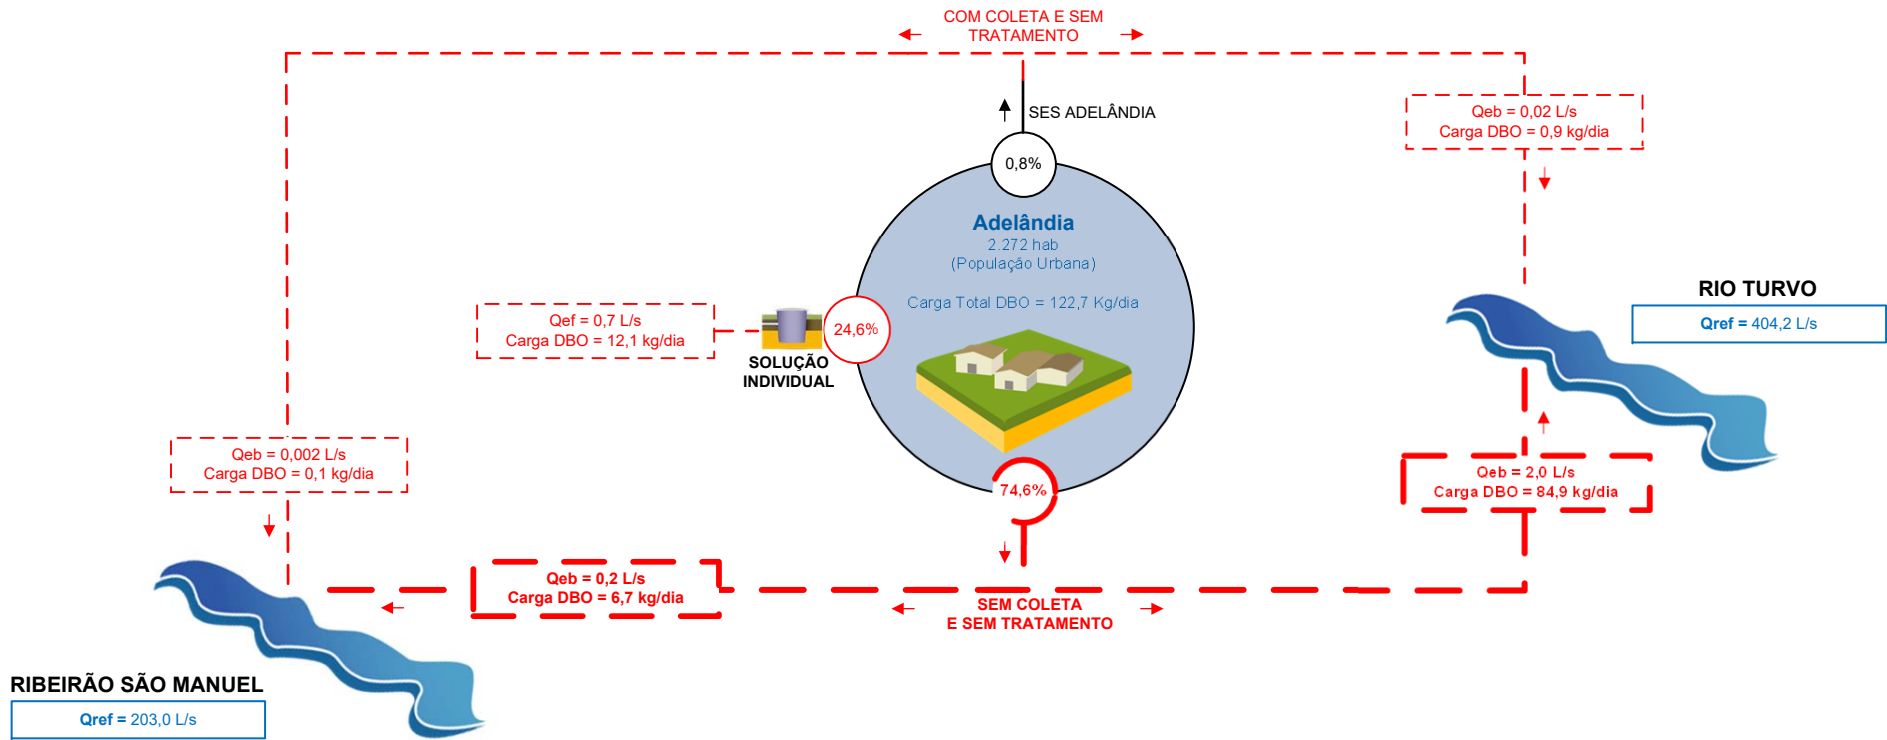 COM COLETA E SEM
TRATAMENTO
Qeb = 0,02 L/s
Carga DBO = 0,9 kg/dia
SES ADELÂNDIA
0,8%
Adelândia
2.272 hab
(População Urbana)
Carga Total DBO = 122,7 Kg/dia
RIO TURVO
Qref = 404,2 L/s
Qef = 0,7 L/s
Carga DBO = 12,1 kg/dia
24,6%
SOLUÇÃO
INDIVIDUAL
Qeb = 0,002 L/s
Carga DBO = 0,1 kg/dia
74,6%
Qeb = 2,0 L/s
Carga DBO = 84,9 kg/dia
Qeb = 0,2 L/s
Carga DBO = 6,7 kg/dia
SEM COLETA
E SEM TRATAMENTO
RIBEIRÃO SÃO MANUEL
Qref = 203,0 L/s